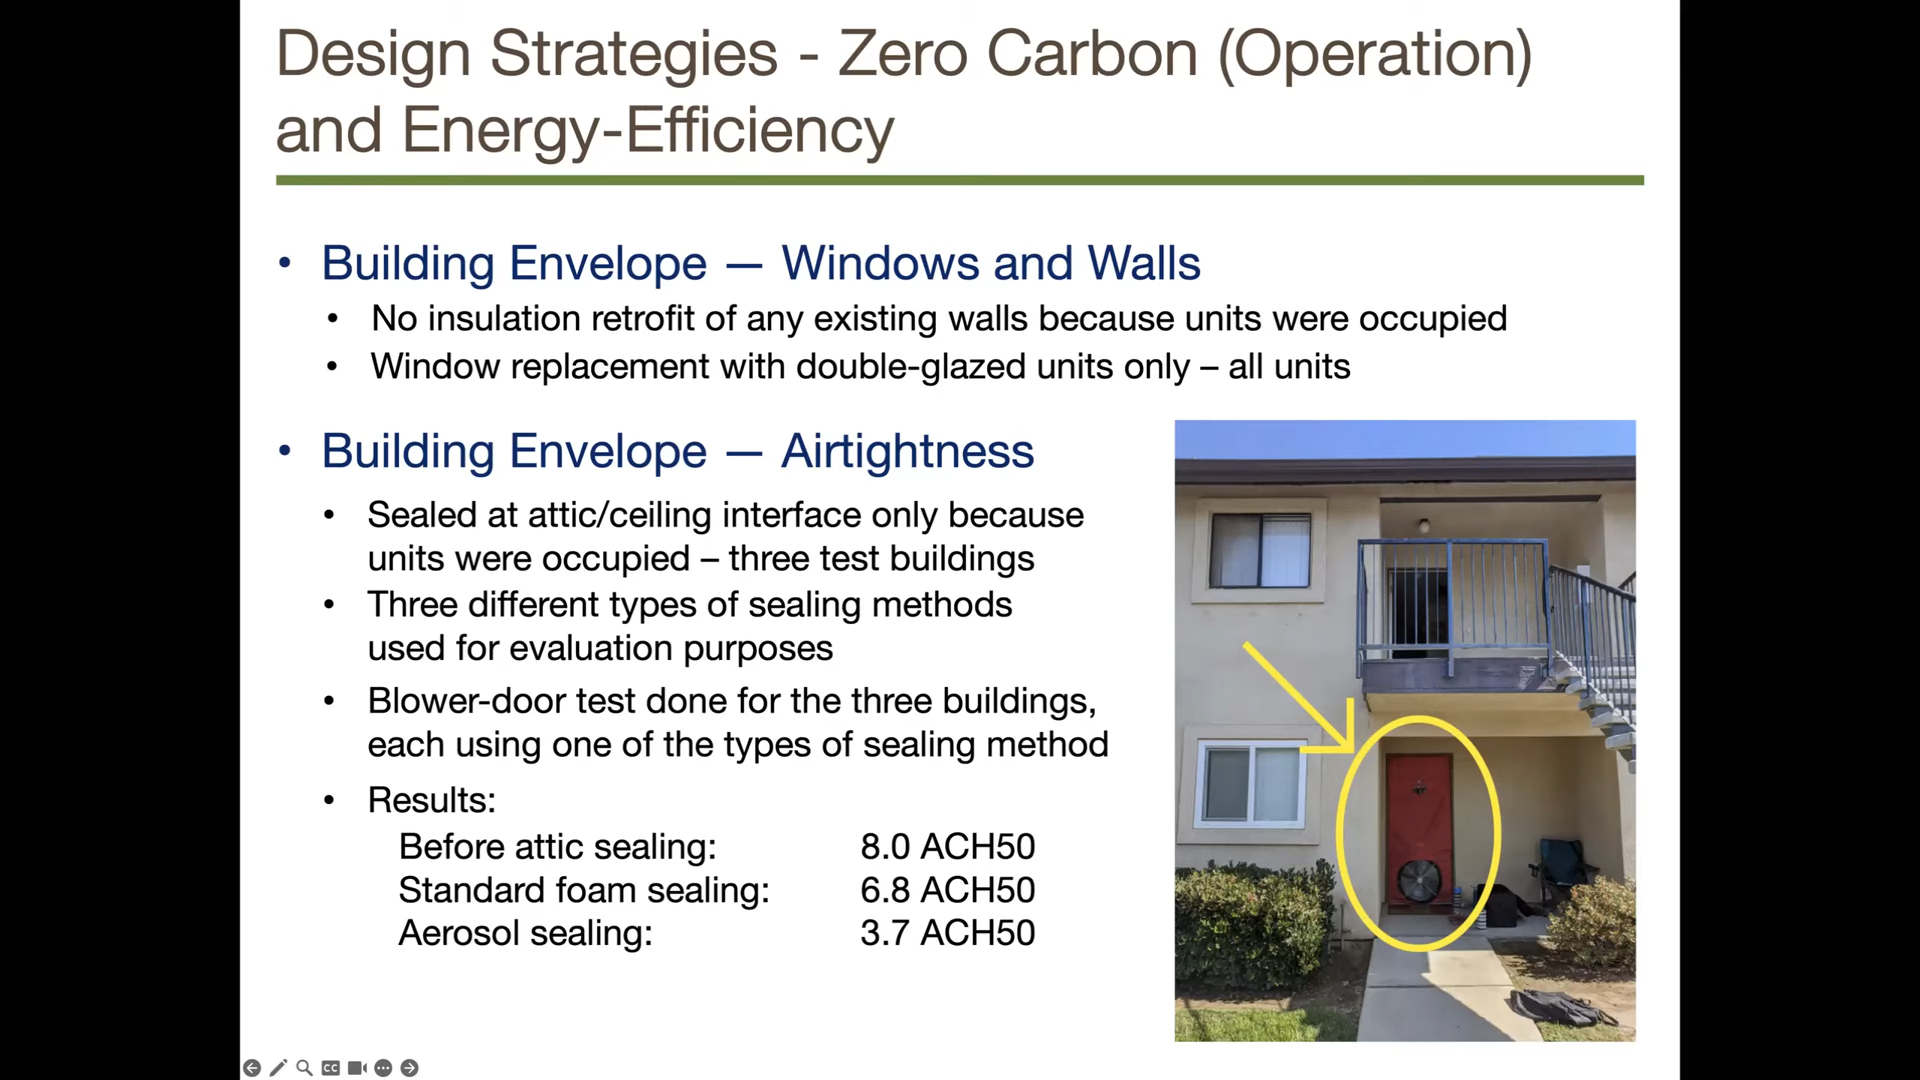 Design Strategies - Zero Carbon (Operation)
and Energy-Efficiency
• Building Envelope — Windows and Walls
• No insulation retrofit of any existing walls because units were occupied
• Window replacement with double-glazed units only – all units
• Building Envelope — Airtightness
• Sealed at attic/ceiling interface only because
units were occupied – three test buildings
• Three different types of sealing methods
used for evaluation purposes
• Blower-door test done for the three buildings,
each using one of the types of sealing method
• Results:
Before attic sealing: 8.0 ACH50
Standard foam sealing: 6.8 ACH50
Aerosol sealing: 3.7 ACH50
CC